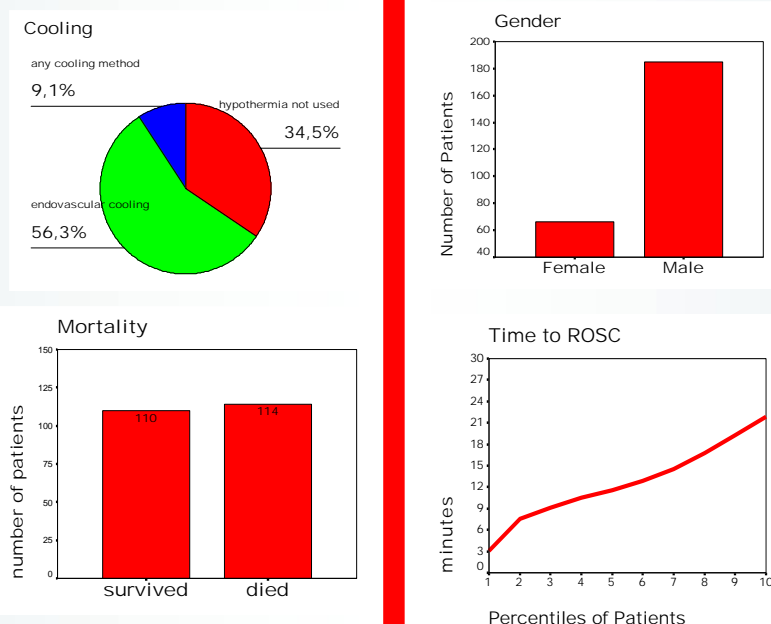 Cooling
any cooling method
9,1%
hypothermia not used
34,5%
endovascular cooling
56,3%
Gender
Number of Patients
200
180
160
140
120
100
80
60
40
Female Male
Mortality
number of patients
150
125
100
75
50
25
0
110 114
survived died
Time to ROSC
minutes
30
27
24
21
18
15
12
9
6
3
0
1 2 3 4 5 6 7 8 9 10
Percentiles of Patients